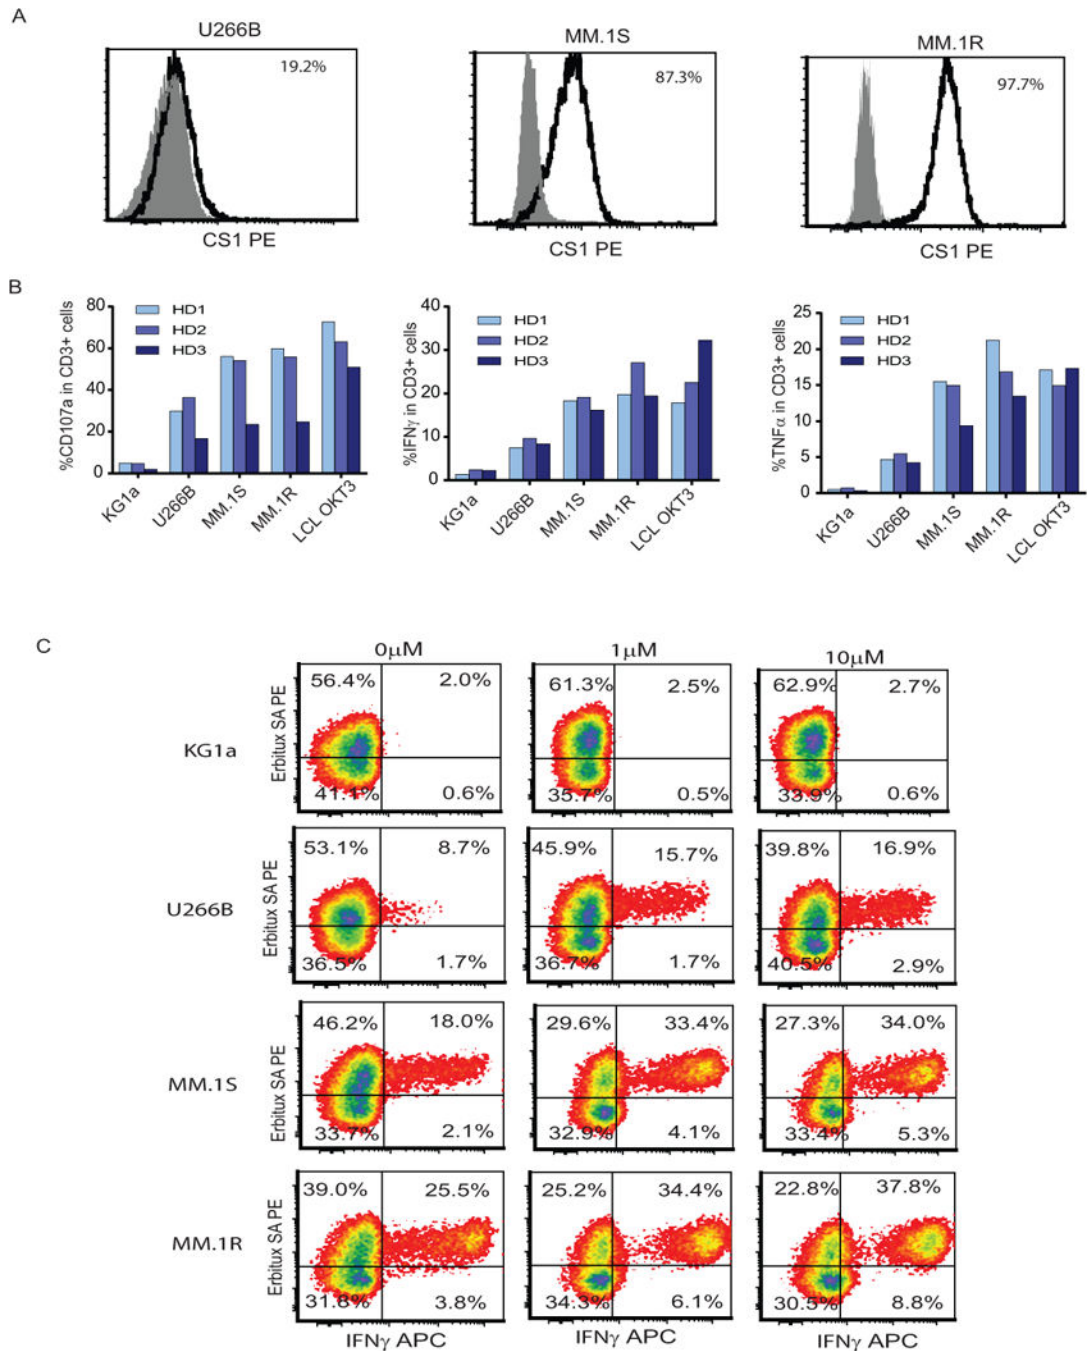 A
U266B
MM.1S
MM.1R
19.2%
87.3%
97.7%
CS1 PE
CS1 PE
CS1 PE
B
%CD107a in CD3+ cells
80
60
40
20
0
HD1
HD2
HD3
KG1a
U266B
MM.1S
MM.1R
LCL OKT3
%IFNγ in CD3+ cells
40
30
20
10
0
HD1
HD2
HD3
KG1a
U266B
MM.1S
MM.1R
LCL OKT3
%TNFα in CD3+ cells
25
20
15
10
5
0
HD1
HD2
HD3
KG1a
U266B
MM.1S
MM.1R
LCL OKT3
C
0μM
1μM
10μM
KG1a
Erbitux SA PE
56.4% 2.0%
41.1% 0.6%
61.3% 2.5%
35.7% 0.5%
62.9% 2.7%
33.9% 0.6%
U266B
Erbitux SA PE
53.1% 8.7%
36.5% 1.7%
45.9% 15.7%
36.7% 1.7%
39.8% 16.9%
40.5% 2.9%
MM.1S
Erbitux SA PE
46.2% 18.0%
33.7% 2.1%
29.6% 33.4%
32.9% 4.1%
27.3% 34.0%
33.4% 5.3%
MM.1R
Erbitux SA PE
39.0% 25.5%
31.8% 3.8%
25.2% 34.4%
34.3% 6.1%
22.8% 37.8%
30.5% 8.8%
IFNγ APC
IFNγ APC
IFNγ APC